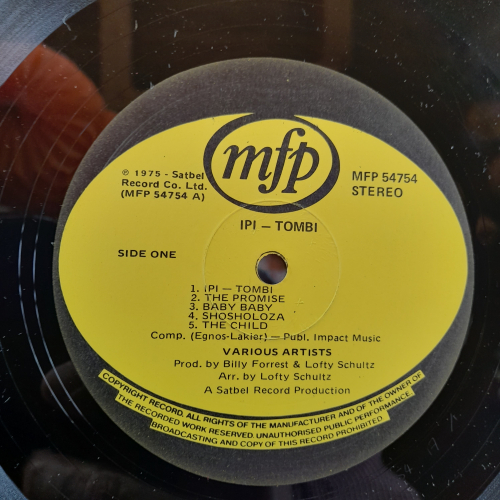 mfp
℗ 1975 - Satbel
Record Co. Ltd.
(MFP 54754 A)
MFP 54754
STEREO
IPI — TOMBI
SIDE ONE
1. IPI — TOMBI
2. THE PROMISE
3. BABY BABY
4. SHOSHOLOZA
5. THE CHILD
Comp. (Egnos-Lakier) — Publ. Impact Music
VARIOUS ARTISTS
Prod. by Billy Forrest & Lofty Schultz
Arr. by Lofty Schultz
A Satbel Record Production
COPYRIGHT RECORD. ALL RIGHTS OF THE MANUFACTURER AND OF THE OWNER OF
THE RECORDED WORK RESERVED. UNAUTHORISED PUBLIC PERFORMANCE
BROADCASTING AND COPY OF THIS RECORD PROHIBITED